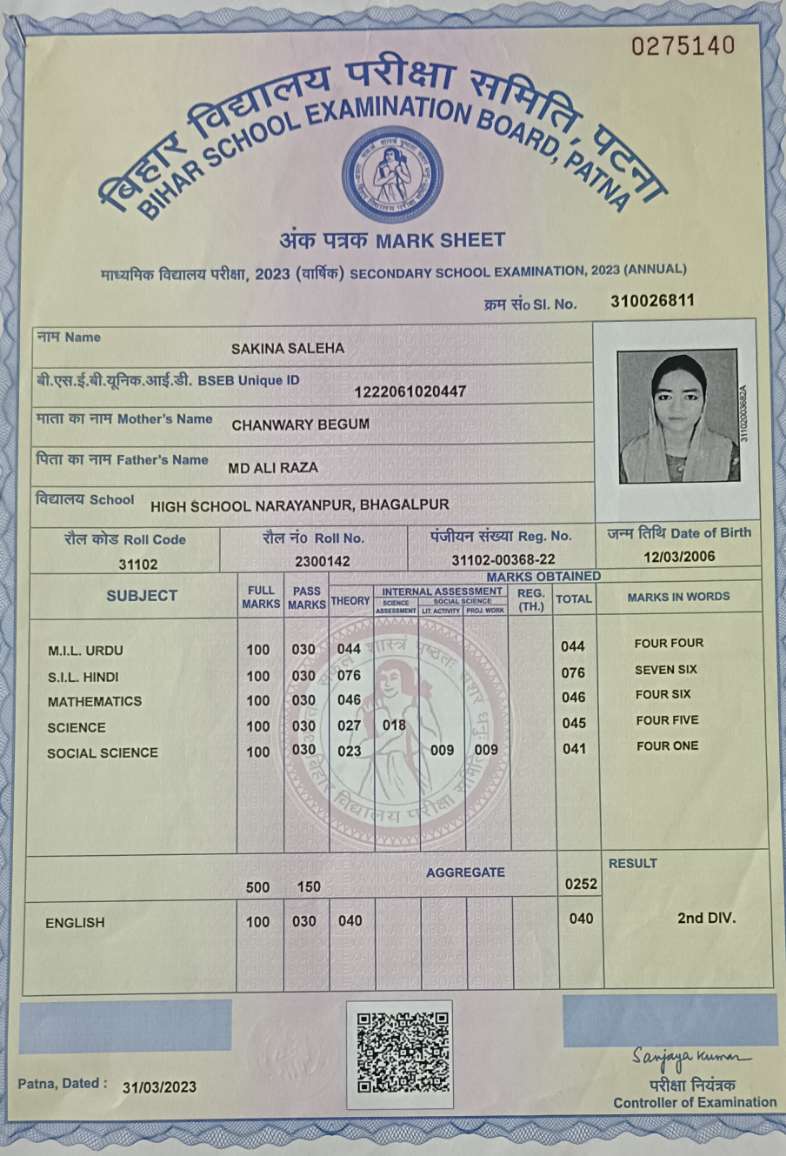 0275140
बिहार विद्यालय परीक्षा समिति, पटना
BIHAR SCHOOL EXAMINATION BOARD, PATNA
अंक पत्रक MARK SHEET
माध्यमिक विद्यालय परीक्षा, 2023 (वार्षिक) SECONDARY SCHOOL EXAMINATION, 2023 (ANNUAL)
क्रम सं० Sl. No. 310026811
नाम Name SAKINA SALEHA
बी.एस.ई.बी.यूनिक.आई.डी. BSEB Unique ID 1222061020447
माता का नाम Mother's Name CHANWARY BEGUM
पिता का नाम Father's Name MD ALI RAZA
विद्यालय School HIGH SCHOOL NARAYANPUR, BHAGALPUR
31102003682A
रौल कोड Roll Code रौल नं० Roll No. पंजीयन संख्या Reg. No. जन्म तिथि Date of Birth
31102 2300142 31102-00368-22 12/03/2006
MARKS OBTAINED
SUBJECT FULL MARKS PASS MARKS THEORY INTERNAL ASSESSMENT REG. (TH.) TOTAL MARKS IN WORDS
SCIENCE ASSESSMENT SOCIAL SCIENCE LIT. ACTIVITY PROJ. WORK
M.I.L. URDU 100 030 044 044 FOUR FOUR
S.I.L. HINDI 100 030 076 076 SEVEN SIX
MATHEMATICS 100 030 046 046 FOUR SIX
SCIENCE 100 030 027 018 045 FOUR FIVE
SOCIAL SCIENCE 100 030 023 009 009 041 FOUR ONE
बिहार विद्यालय परीक्षा समिति
500 150 AGGREGATE 0252 RESULT
ENGLISH 100 030 040 040 2nd DIV.
Sanjaya Kumar
Patna, Dated : 31/03/2023
परीक्षा नियंत्रक
Controller of Examination